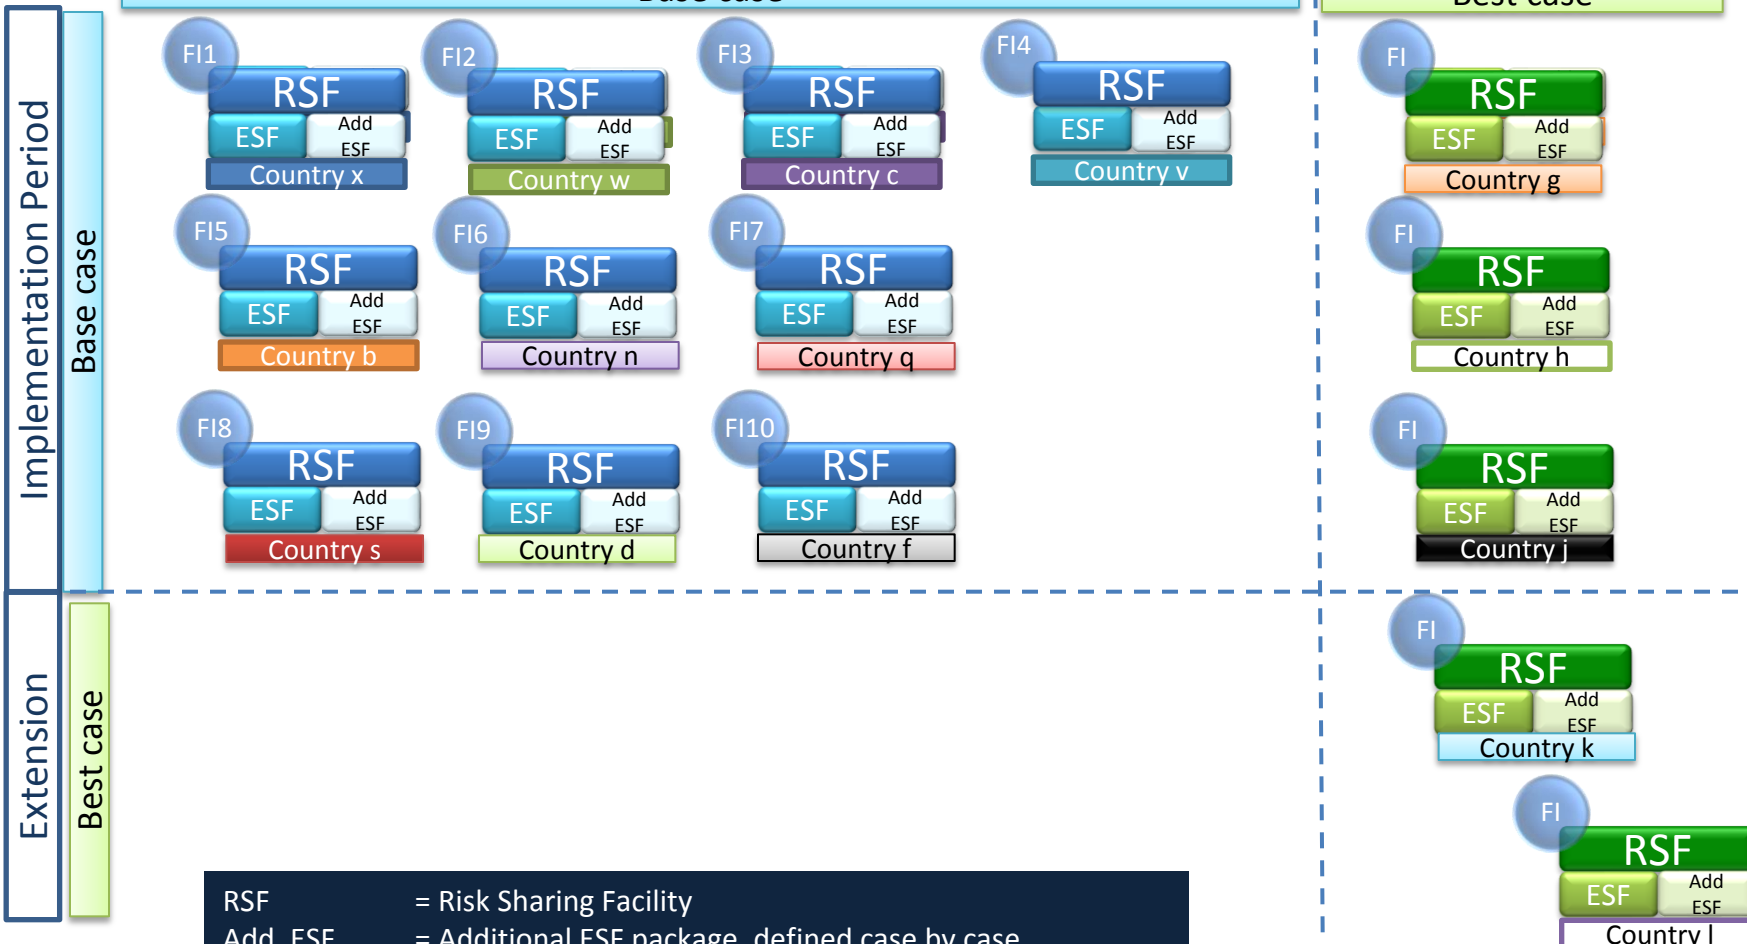 Base case
Best case
Implementation Period
Base case
FI1
RSF
ESF
Add
ESF
Country x
FI2
RSF
ESF
Add
ESF
Country w
FI3
RSF
ESF
Add
ESF
Country c
FI4
RSF
ESF
Add
ESF
Country v
FI
RSF
ESF
Add
ESF
Country g
FI5
RSF
ESF
Add
ESF
Country b
FI6
RSF
ESF
Add
ESF
Country n
FI7
RSF
ESF
Add
ESF
Country q
FI
RSF
ESF
Add
ESF
Country h
FI8
RSF
ESF
Add
ESF
Country s
FI9
RSF
ESF
Add
ESF
Country d
FI10
RSF
ESF
Add
ESF
Country f
FI
RSF
ESF
Add
ESF
Country j
Extension
Best case
FI
RSF
ESF
Add
ESF
Country k
FI
RSF
ESF
Add
ESF
Country l
RSF = Risk Sharing Facility
Add. ESF = Additional ESF package, defined case by case